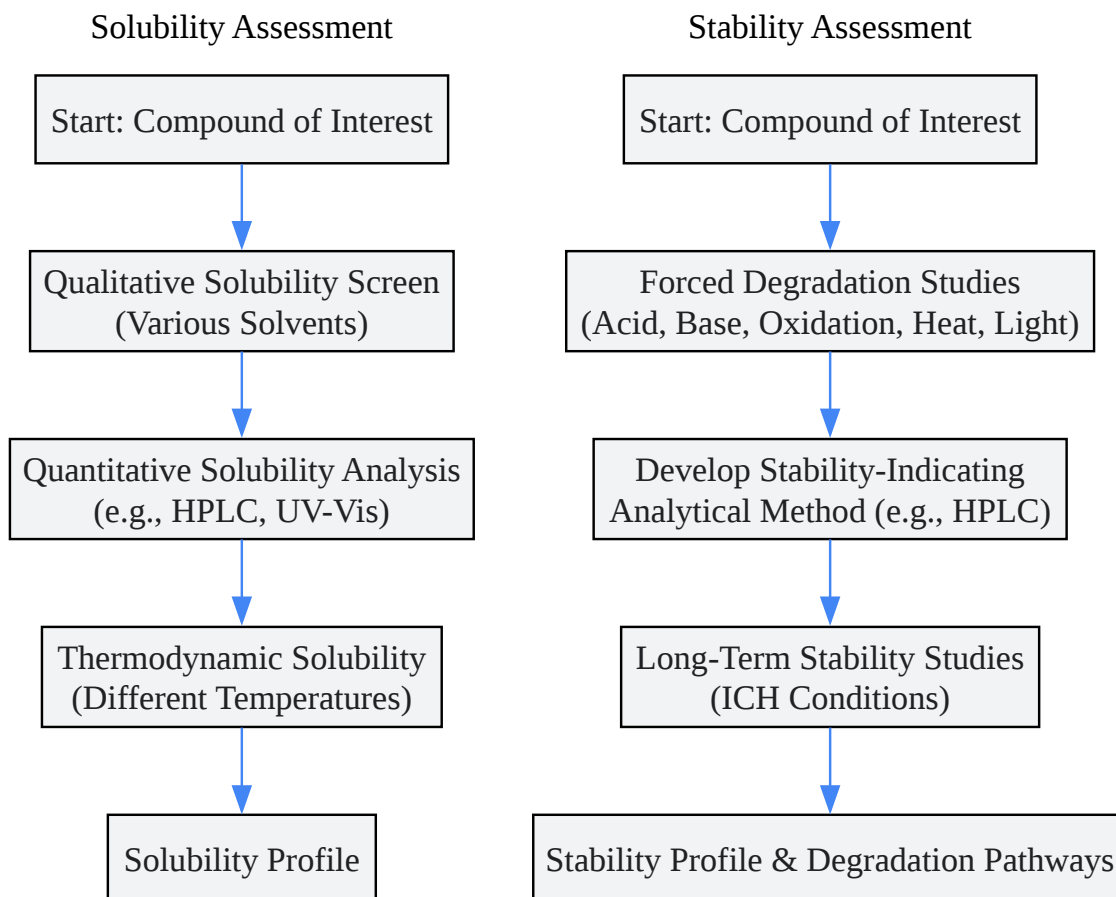 Solubility Assessment
Start: Compound of Interest
Qualitative Solubility Screen
(Various Solvents)
Quantitative Solubility Analysis
(e.g., HPLC, UV-Vis)
Thermodynamic Solubility
(Different Temperatures)
Solubility Profile
Stability Assessment
Start: Compound of Interest
Forced Degradation Studies
(Acid, Base, Oxidation, Heat, Light)
Develop Stability-Indicating
Analytical Method (e.g., HPLC)
Long-Term Stability Studies
(ICH Conditions)
Stability Profile & Degradation Pathways